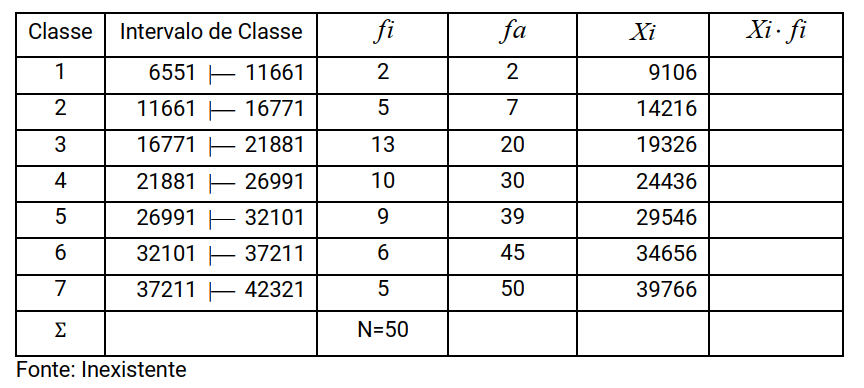 Classe Intervalo de Classe fi fa Xi Xi · fi
1 6551 |— 11661 2 2 9106
2 11661 |— 16771 5 7 14216
3 16771 |— 21881 13 20 19326
4 21881 |— 26991 10 30 24436
5 26991 |— 32101 9 39 29546
6 32101 |— 37211 6 45 34656
7 37211 |— 42321 5 50 39766
Σ N=50
Fonte: Inexistente